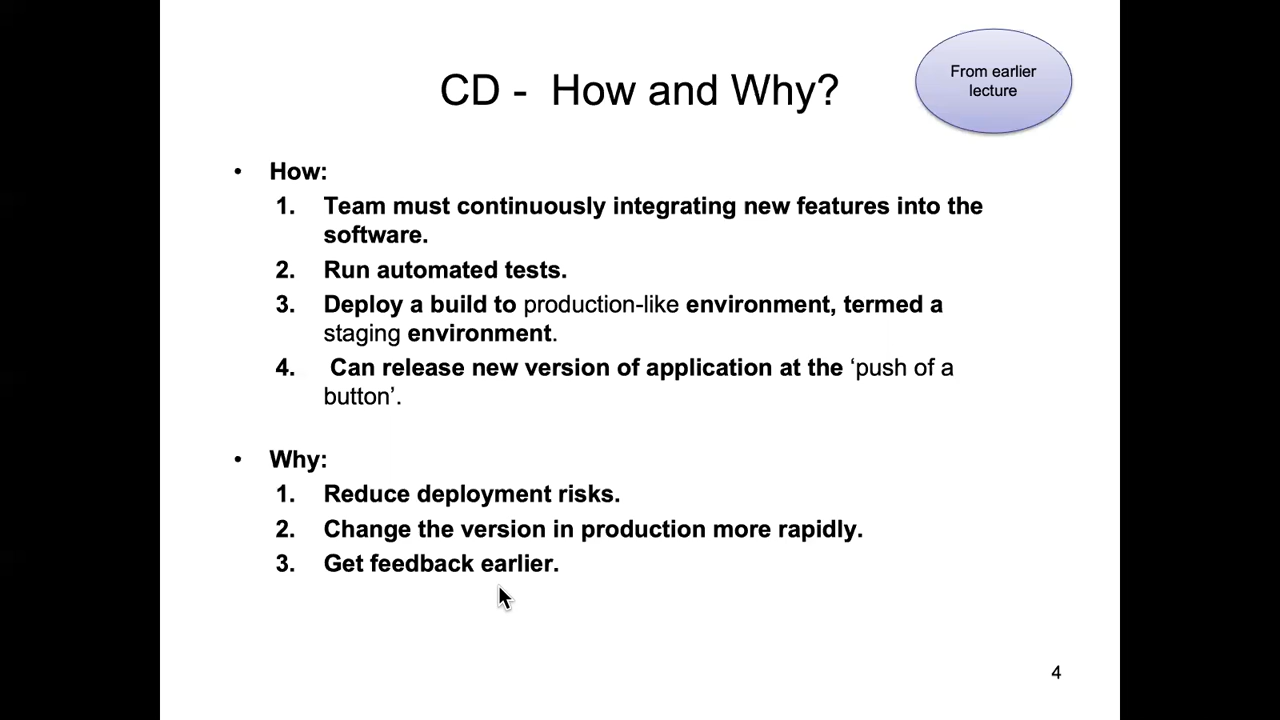 CD - How and Why?
From earlier
lecture
• How:
1. Team must continuously integrating new features into the
software.
2. Run automated tests.
3. Deploy a build to production-like environment, termed a
staging environment.
4. Can release new version of application at the ‘push of a
button’.
• Why:
1. Reduce deployment risks.
2. Change the version in production more rapidly.
3. Get feedback earlier.
4